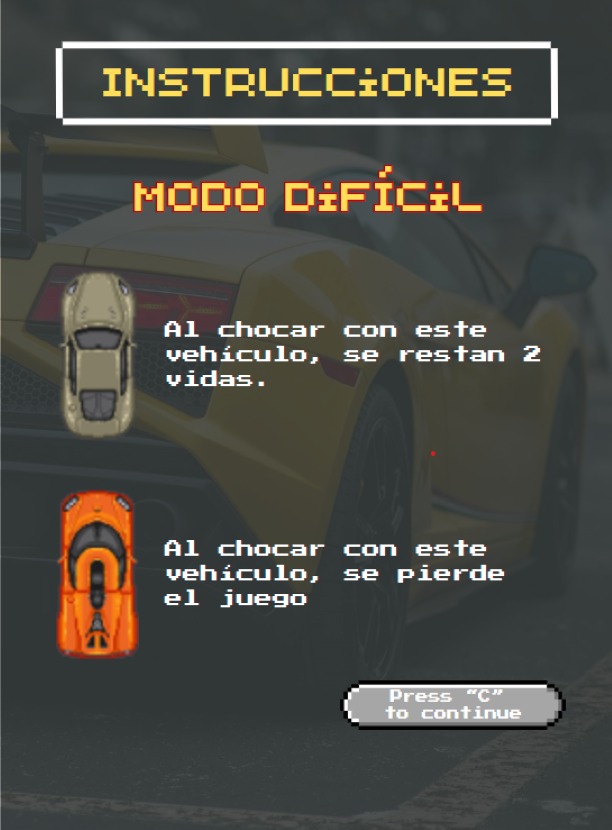 INSTRUCCiONES
MODO DiFÍCiL
Al chocar con este
vehículo, se restan 2
vidas.
Al chocar con este
vehículo, se pierde
el juego
Press “C”
to continue